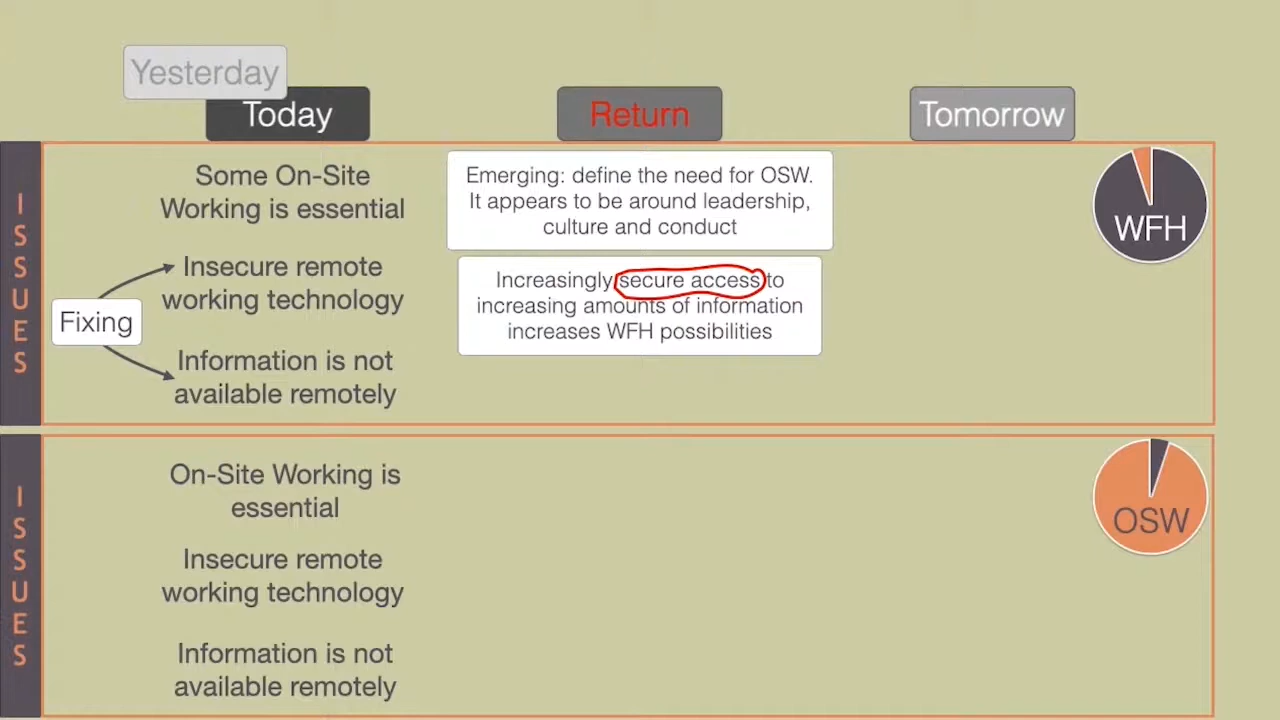 Yesterday
Today
Return
Tomorrow
ISSUES
Some On-Site
Working is essential
Emerging: define the need for OSW.
It appears to be around leadership,
culture and conduct
WFH
Insecure remote
working technology
Increasingly secure access to
increasing amounts of information
increases WFH possibilities
Fixing
Information is not
available remotely
ISSUES
On-Site Working is
essential
OSW
Insecure remote
working technology
Information is not
available remotely